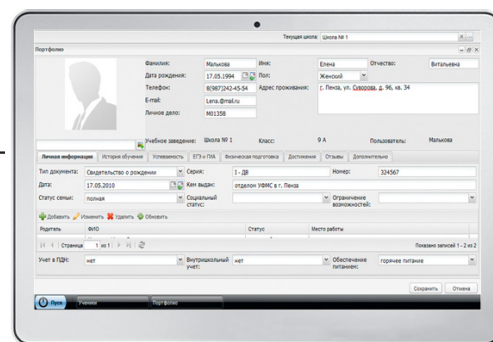 Текущая школа: Школа № 1
Портфолио
Фамилия: Малькова Имя: Елена Отчество: Витальевна
Дата рождения: 17.05.1994 Пол: Женский
Телефон: 8(987)242-45-54 Адрес проживания: г. Пенза, ул. Суворова, д. 96, кв. 34
E-mail: Lena.@mail.ru
Личное дело: М01358
Учебное заведение: Школа № 1 Класс: 9 А Пользователь: Малькова
Личная информация История обучения Успеваемость ЕГЭ и ГИА Физическая подготовка Достижения Отзывы Дополнительно
Тип документа: Свидетельство о рождении Серия: I - ДВ Номер: 324567
Дата: 17.05.2010 Кем выдан: отделом УФМС в г. Пенза
Статус семьи: полная Социальный статус: Ограничение возможностей:
Добавить Изменить Удалить Обновить
Родитель ФИО Статус Место работы
Страница 1 из 1 Показано записей 1 - 2 из 2
Учет в ПДН: нет Внутришкольный учет: нет Обеспечение питанием: горячее питание
Сохранить Отмена
Пуск Ученики Портфолио